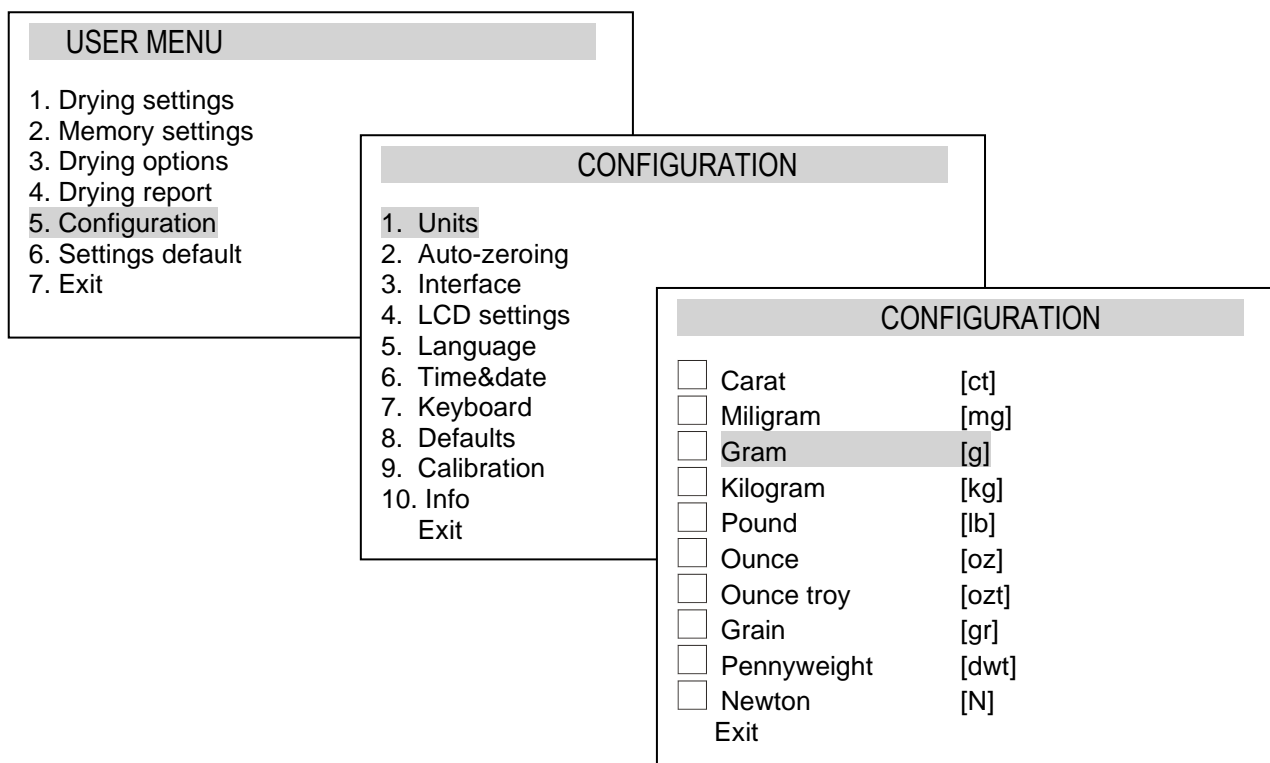 USER MENU
1. Drying settings
2. Memory settings
3. Drying options
4. Drying report
5. Configuration
6. Settings default
7. Exit
CONFIGURATION
1. Units
2. Auto-zeroing
3. Interface
4. LCD settings
5. Language
6. Time&date
7. Keyboard
8. Defaults
9. Calibration
10. Info
Exit
CONFIGURATION
Carat [ct]
Miligram [mg]
Gram [g]
Kilogram [kg]
Pound [lb]
Ounce [oz]
Ounce troy [ozt]
Grain [gr]
Pennyweight [dwt]
Newton [N]
Exit